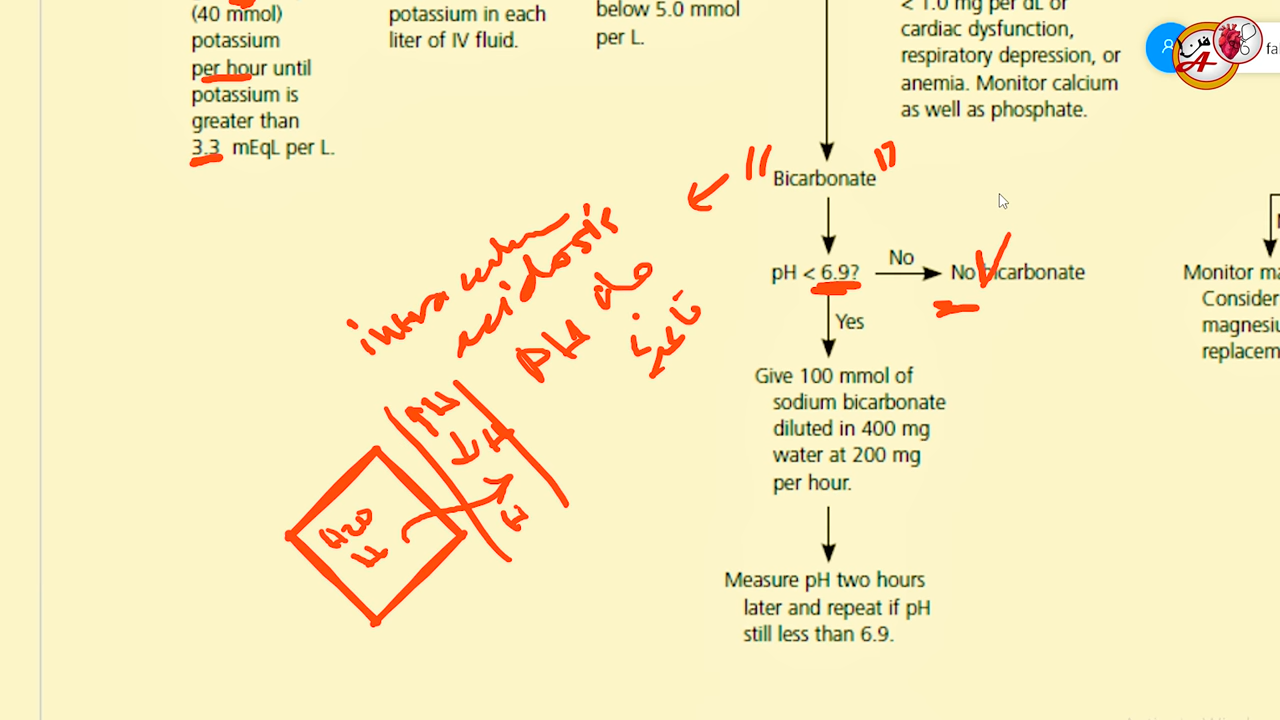 (40 mmol)
potassium
per hour until
potassium is
greater than
3.3 mEqL per L.
potassium in each
liter of IV fluid.
below 5.0 mmol
per L.
< 1.0 mg per dL or
cardiac dysfunction,
respiratory depression, or
anemia. Monitor calcium
as well as phosphate.
" Bicarbonate "
pH < 6.9?
No
No bicarbonate
Yes
Give 100 mmol of
sodium bicarbonate
diluted in 400 mg
water at 200 mg
per hour.
Measure pH two hours
later and repeat if pH
still less than 6.9.
Monitor ma
Consider
magnesiu
replacem
acidosis
PH
H
H
fa